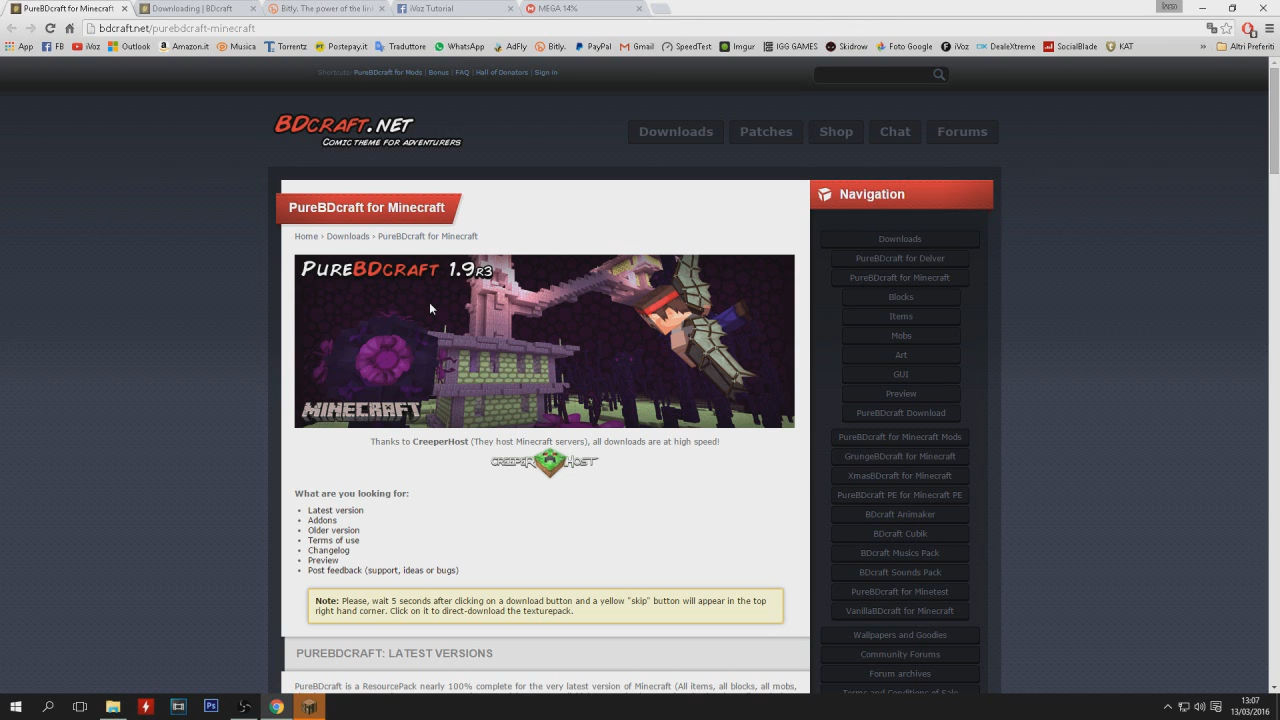 PureBDcraft for Minecraft
Downloading | BDcraft
Bitly. The power of the lin
iVoz Tutorial
MEGA 14%
bdcraft.net/purebdcraft-minecraft
App
FB
iVoz
Outlook
Amazon.it
Musica
Torrentz
Postepay.it
Traduttore
WhatsApp
AdFly
Bitly
PayPal
Gmail
SpeedTest
Imgur
IGG GAMES
Skidrow
Foto Google
iVoz
DealeXtreme
SocialBlade
KAT
»
Altri Preferiti
Shortcuts: PureBDcraft for Mods | Bonus | FAQ | Hall of Donators | Sign in
BDCRAFT.NET
COMIC THEME FOR ADVENTURERS
Downloads
Patches
Shop
Chat
Forums
PureBDcraft for Minecraft
Home › Downloads › PureBDcraft for Minecraft
PUREBDCRAFT 1.9R3
MINECRAFT
Thanks to CreeperHost (They host Minecraft servers), all downloads are at high speed!
CREEPER HOST
What are you looking for:
• Latest version
• Addons
• Older version
• Terms of use
• Changelog
• Preview
• Post feedback (support, ideas or bugs)
Note: Please, wait 5 seconds after clicking on a download button and a yellow "skip" button will appear in the top
right hand corner. Click on it to direct-download the texturepack.
PUREBDCRAFT: LATEST VERSIONS
PureBDcraft is a ResourcePack nearly 100% complete for the very latest version of Minecraft (All items, all blocks, all mobs,
Navigation
Downloads
PureBDcraft for Delver
PureBDcraft for Minecraft
Blocks
Items
Mobs
Art
GUI
Preview
PureBDcraft Download
PureBDcraft for Minecraft Mods
GrungeBDcraft for Minecraft
XmasBDcraft for Minecraft
PureBDcraft PE for Minecraft PE
BDcraft Animaker
BDcraft Cubik
BDcraft Musics Pack
BDcraft Sounds Pack
PureBDcraft for Minetest
VanillaBDcraft for Minecraft
Wallpapers and Goodies
Community Forums
Forum archives
Terms and Conditions of Sale
13:07
13/03/2016